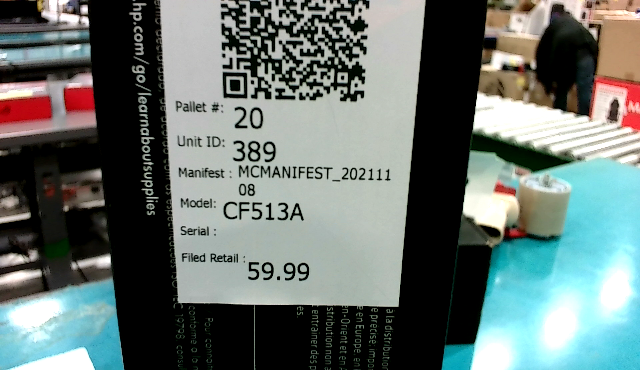 hp.com/go/learnaboutsupplies
Pallet #: 20
Unit ID: 389
Manifest : MCMANIFEST_202111
08
Model: CF513A
Serial :
Filed Retail : 59.99